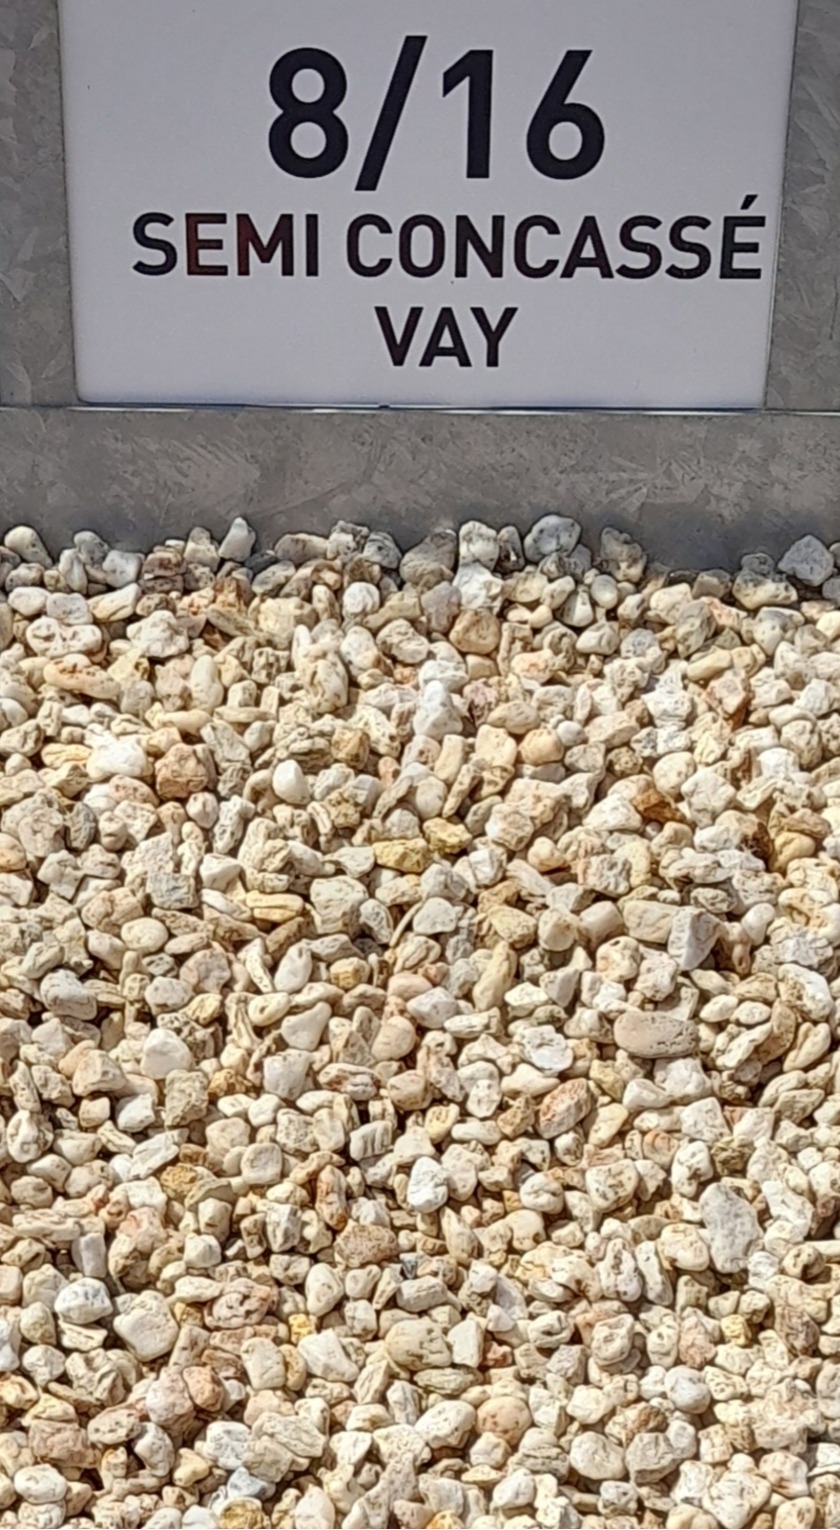 8/16
SEMI CONCASSÉ
VAY